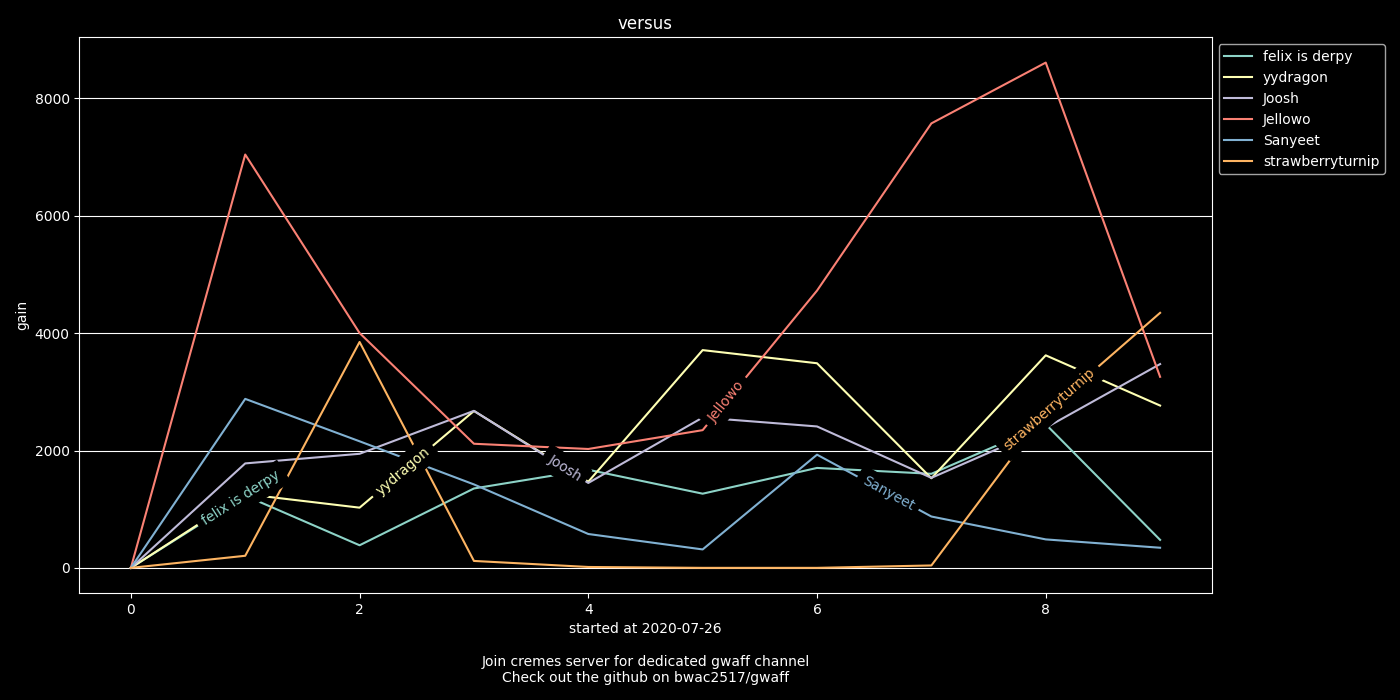 versus
felix is derpy
yydragon
Joosh
Jellowo
Sanyeet
strawberryturnip
gain
8000
6000
4000
2000
0
felix is derpy
yydragon
Joosh
Jellowo
Sanyeet
strawberryturnip
0 2 4 6 8
started at 2020-07-26
Join cremes server for dedicated gwaff channel
Check out the github on bwac2517/gwaff